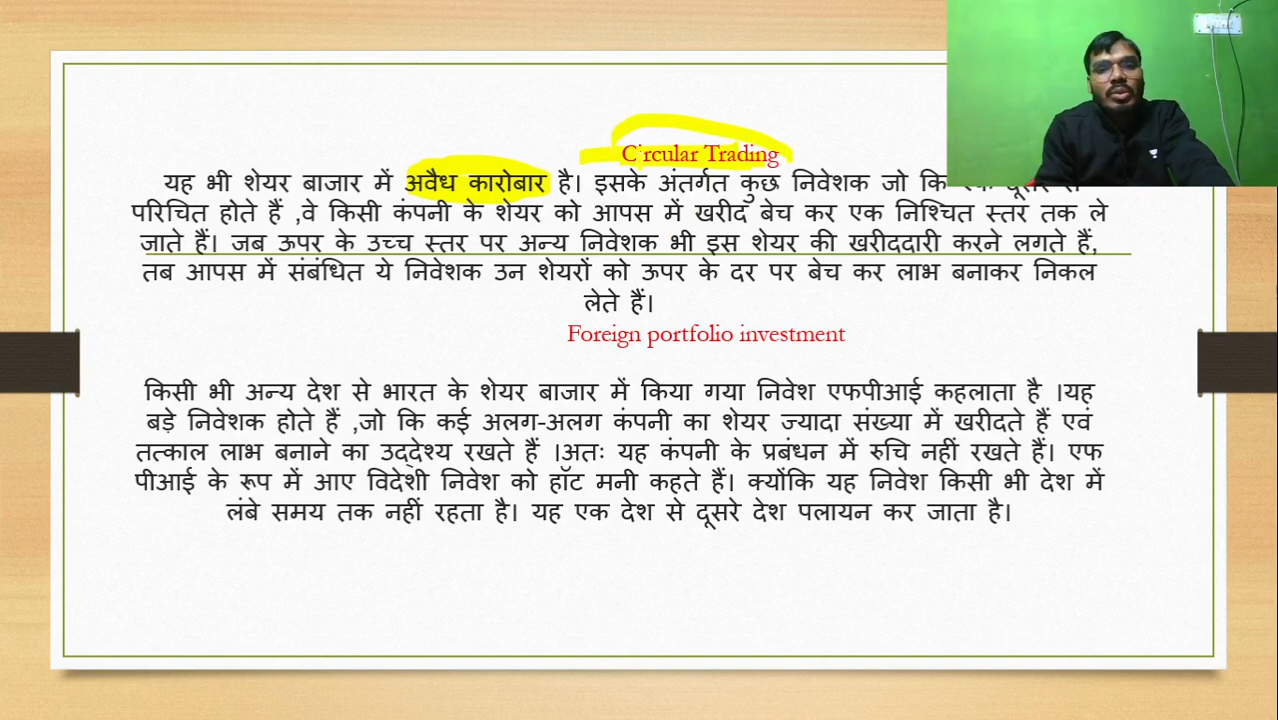 Circular Trading
यह भी शेयर बाजार में अवैध कारोबार है। इसके अंतर्गत कुछ निवेशक जो कि
परिचित होते हैं ,वे किसी कंपनी के शेयर को आपस में खरीद बेच कर एक निश्चित स्तर तक ले
जाते हैं। जब ऊपर के उच्च स्तर पर अन्य निवेशक भी इस शेयर की खरीददारी करने लगते हैं,
तब आपस में संबंधित ये निवेशक उन शेयरों को ऊपर के दर पर बेच कर लाभ बनाकर निकल
लेते हैं।
Foreign portfolio investment
किसी भी अन्य देश से भारत के शेयर बाजार में किया गया निवेश एफपीआई कहलाता है ।यह
बड़े निवेशक होते हैं ,जो कि कई अलग-अलग कंपनी का शेयर ज्यादा संख्या में खरीदते हैं एवं
तत्काल लाभ बनाने का उद्देश्य रखते हैं ।अतः यह कंपनी के प्रबंधन में रुचि नहीं रखते हैं। एफ
पीआई के रूप में आए विदेशी निवेश को हॉट मनी कहते हैं। क्योंकि यह निवेश किसी भी देश में
लंबे समय तक नहीं रहता है। यह एक देश से दूसरे देश पलायन कर जाता है।